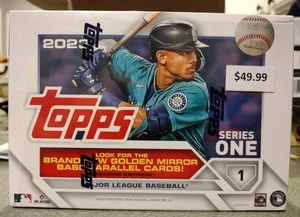 2023
topps
$49.99
TOPPS
SERIES
ONE
1
LOOK FOR THE
BRAND NEW GOLDEN MIRROR
BASE PARALLEL CARDS!
MAJOR LEAGUE BASEBALL